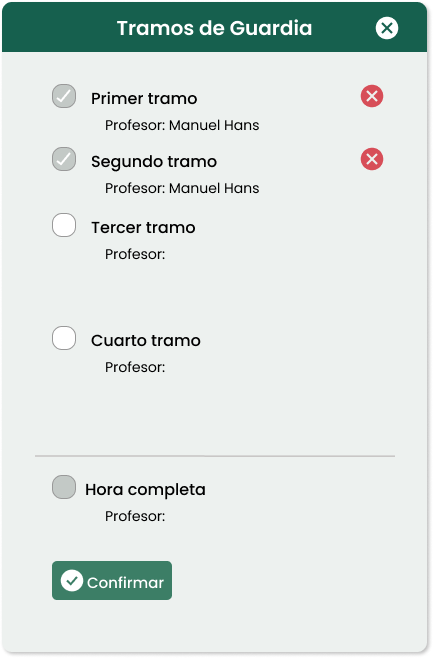 Tramos de Guardia
Primer tramo
Profesor: Manuel Hans
Segundo tramo
Profesor: Manuel Hans
Tercer tramo
Profesor:
Cuarto tramo
Profesor:
Hora completa
Profesor:
Confirmar